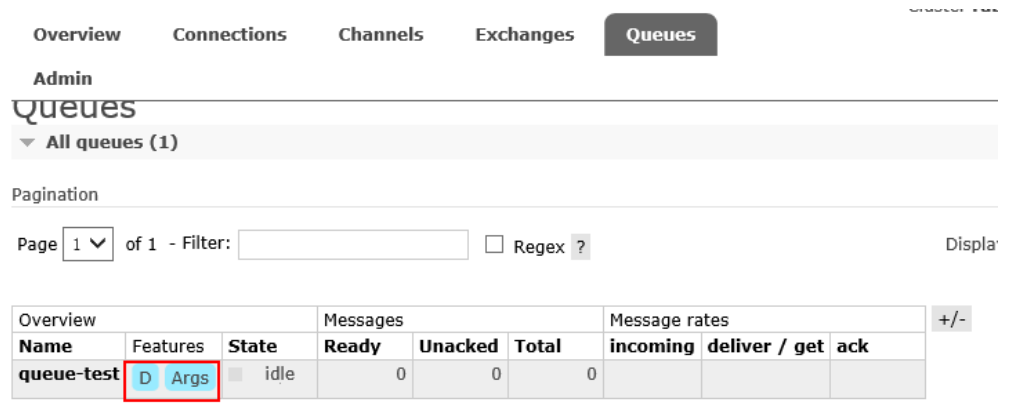 Overview Connections Channels Exchanges Queues
Admin
Queues
All queues (1)
Pagination
Page 1 of 1 - Filter: Regex ?
Overview Messages Message rates +/-
Name Features State Ready Unacked Total incoming deliver / get ack
queue-test D Args idle 0 0 0